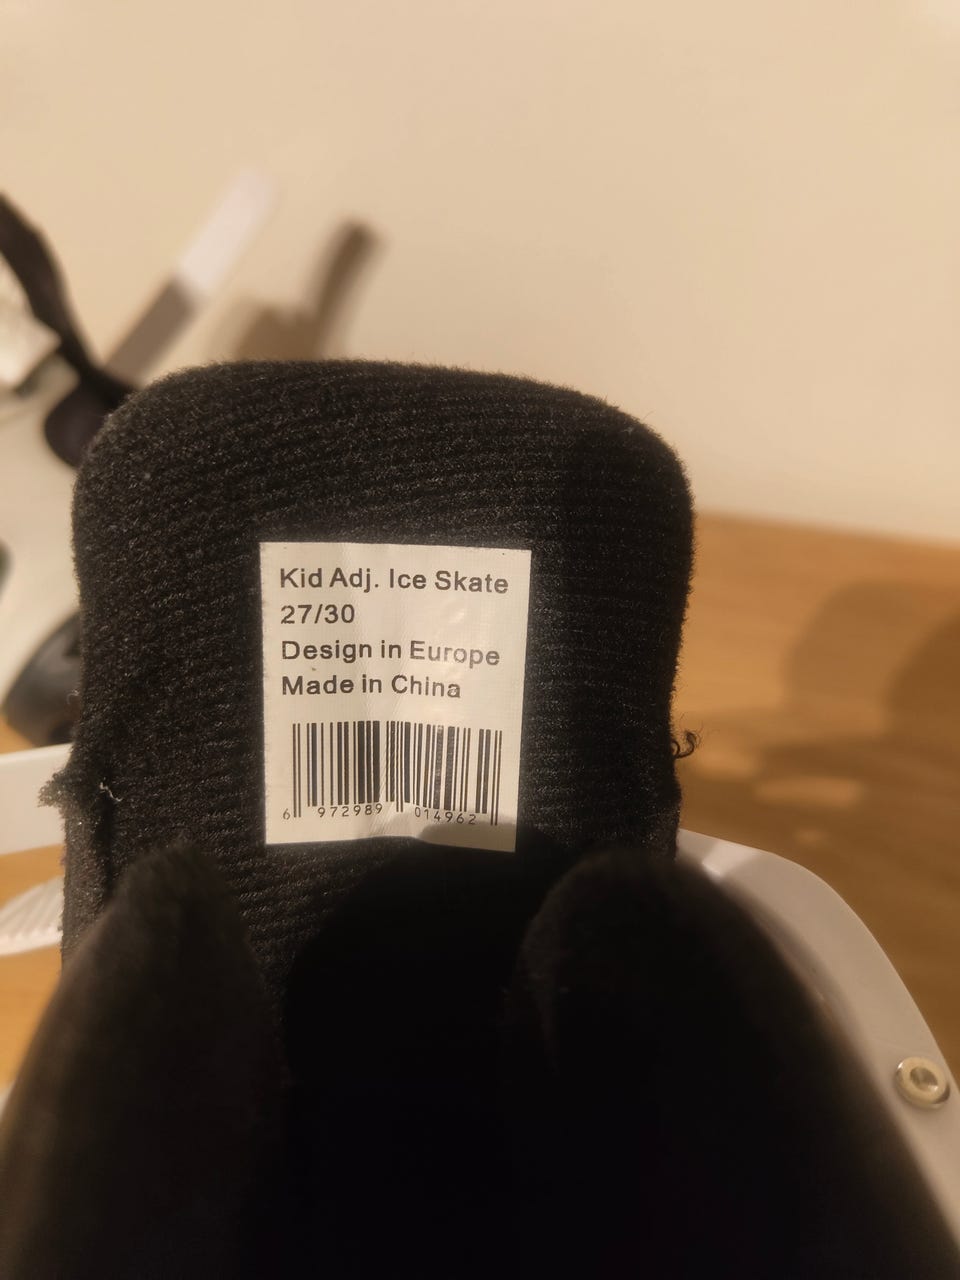 Kid Adj. Ice Skate
27/30
Design in Europe
Made in China
6 972989 014962